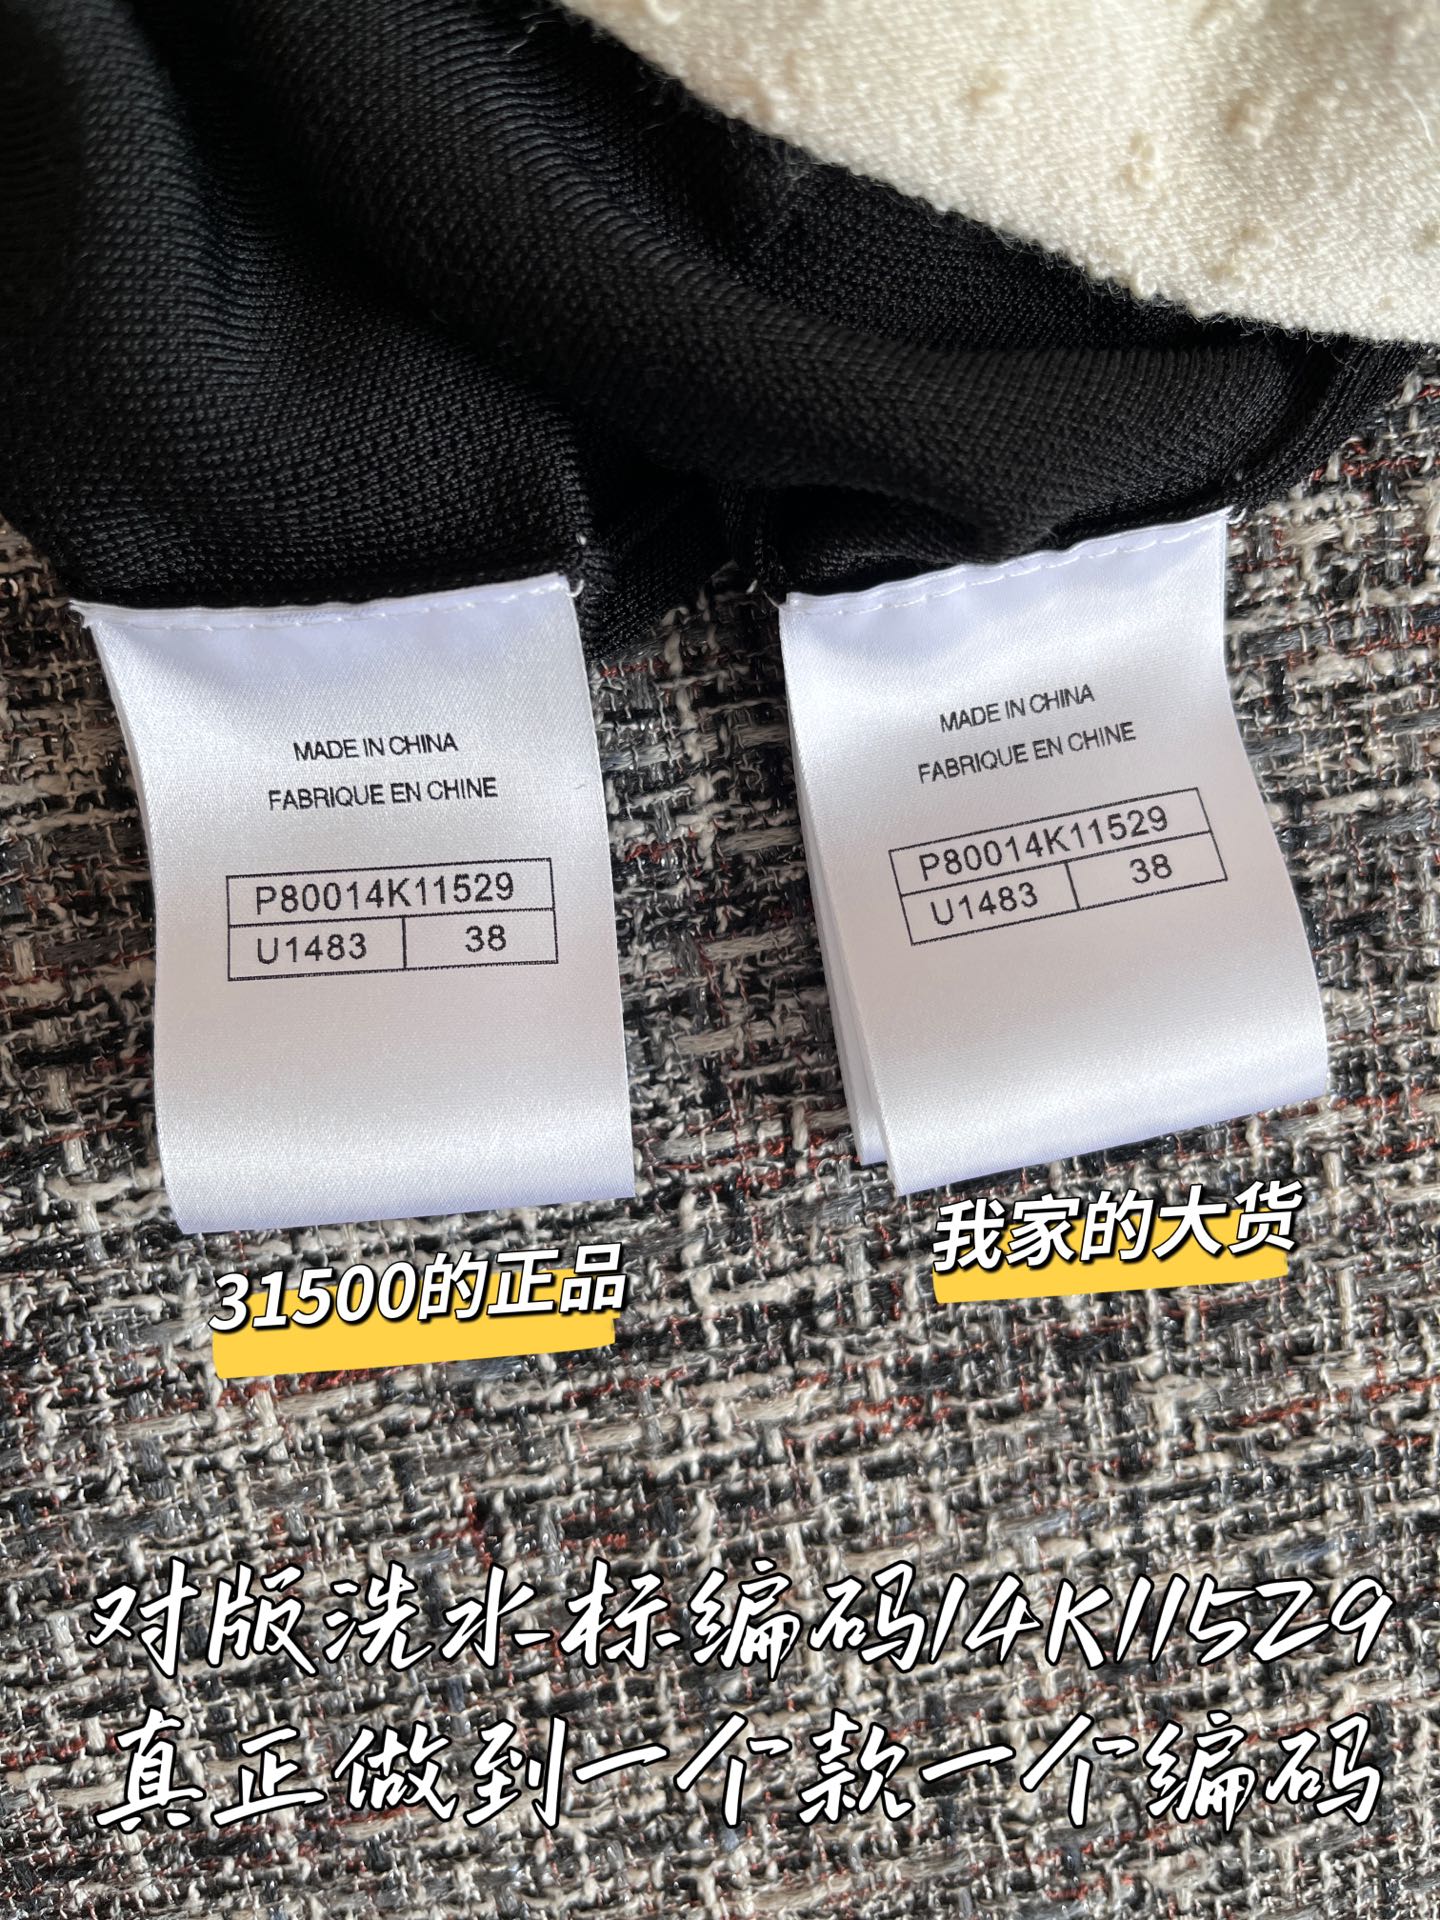 MADE IN CHINA
FABRIQUE EN CHINE
P80014K11529
U1483 38
MADE IN CHINA
FABRIQUE EN CHINE
P80014K11529
U1483 38
31500的正品
我家的大货
对版洗水标编码14K11529
真正做到一个款一个编码